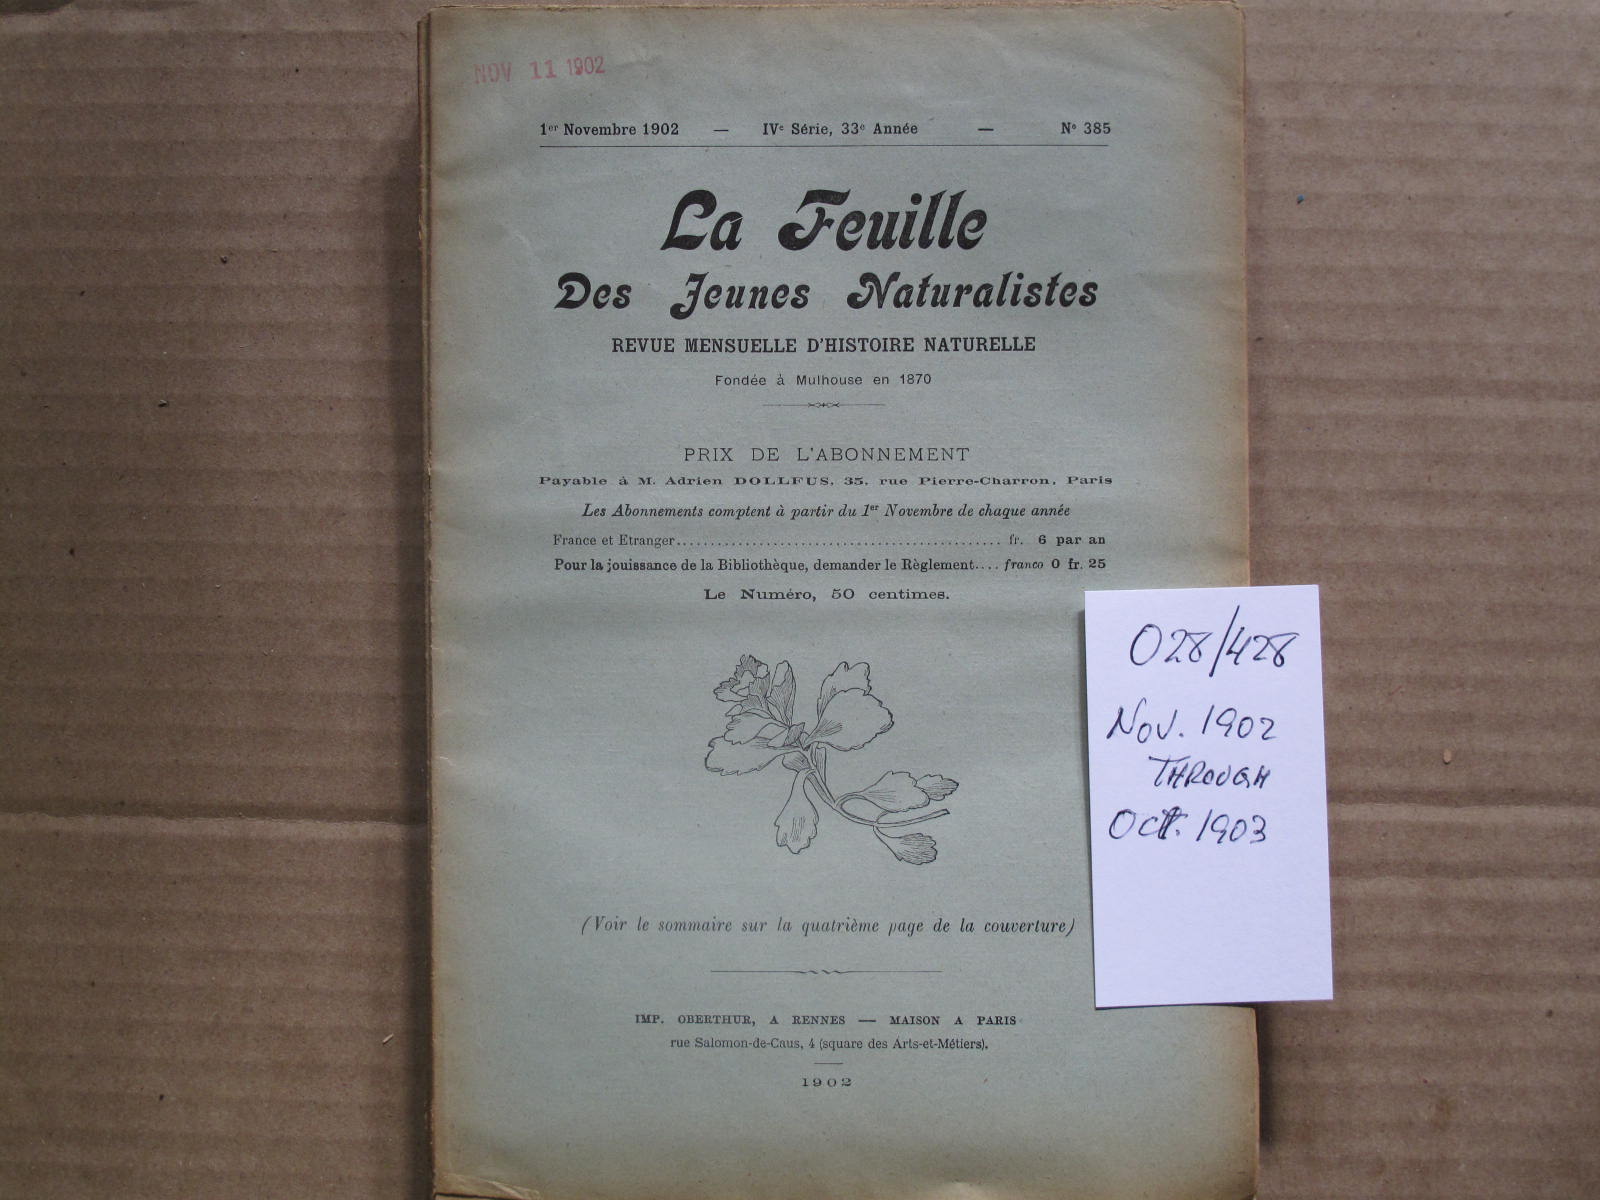 NOV 11 1902
1er Novembre 1902 — IVe Série, 33e Année — No 385
La Feuille
Des Jeunes Naturalistes
REVUE MENSUELLE D'HISTOIRE NATURELLE
Fondée à Mulhouse en 1870
PRIX DE L'ABONNEMENT
Payable à M. Adrien DOLLFUS, 35, rue Pierre-Charron, Paris
Les Abonnements comptent à partir du 1er Novembre de chaque année
France et Etranger............................................. fr. 6 par an
Pour la jouissance de la Bibliothèque, demander le Règlement.... franco 0 fr. 25
Le Numéro, 50 centimes.
(Voir le sommaire sur la quatrième page de la couverture)
IMP. OBERTHUR, A RENNES — MAISON A PARIS
rue Salomon-de-Caus, 4 (square des Arts-et-Métiers).
1902
028/428
NOV. 1902
THROUGH
OCT. 1903